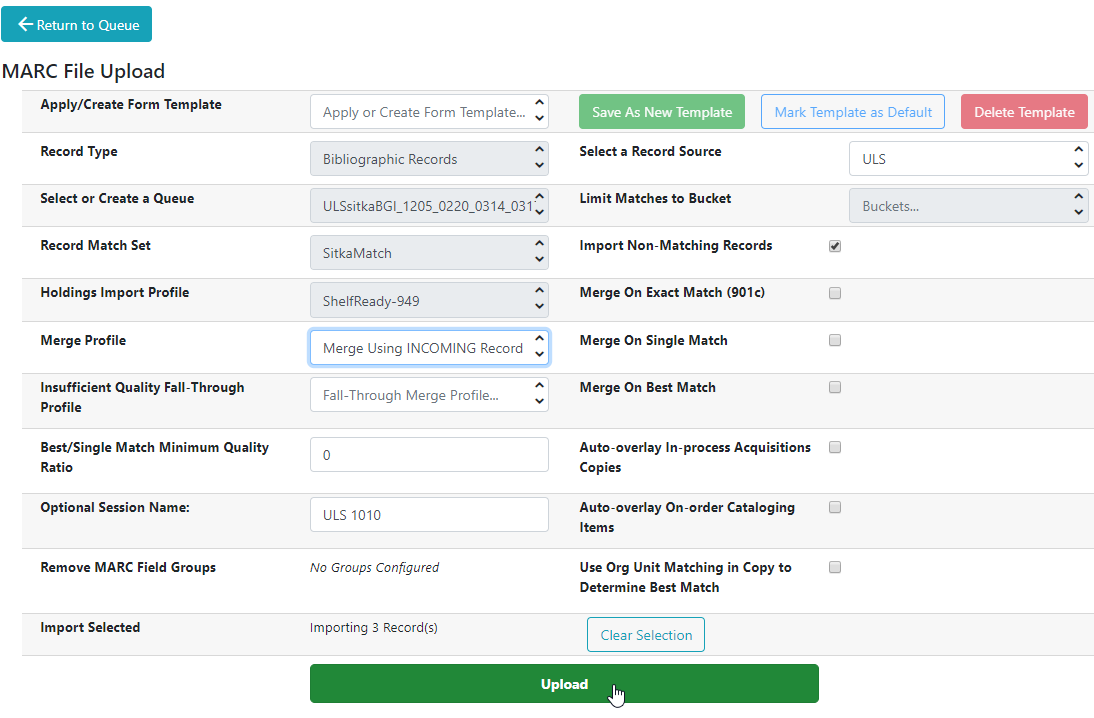 Return to Queue
MARC File Upload
Apply/Create Form Template
Apply or Create Form Template...
Save As New Template
Mark Template as Default
Delete Template
Record Type
Bibliographic Records
Select a Record Source
ULS
Select or Create a Queue
ULSsitkaBGI_1205_0220_0314_031
Limit Matches to Bucket
Buckets...
Record Match Set
SitkaMatch
Import Non-Matching Records
Holdings Import Profile
ShelfReady-949
Merge On Exact Match (901c)
Merge Profile
Merge Using INCOMING Record
Merge On Single Match
Insufficient Quality Fall-Through
Profile
Fall-Through Merge Profile...
Merge On Best Match
Best/Single Match Minimum Quality
Ratio
0
Auto-overlay In-process Acquisitions
Copies
Optional Session Name:
ULS 1010
Auto-overlay On-order Cataloging
Items
Remove MARC Field Groups
No Groups Configured
Use Org Unit Matching in Copy to
Determine Best Match
Import Selected
Importing 3 Record(s)
Clear Selection
Upload